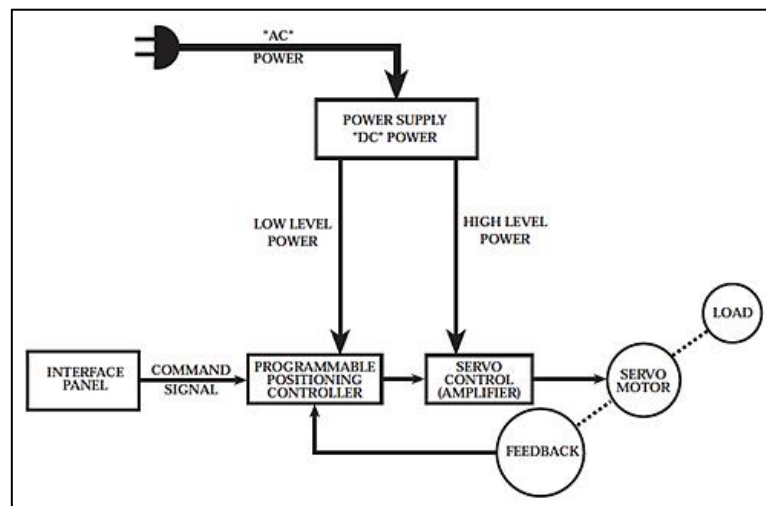 "AC"
POWER
POWER SUPPLY
"DC" POWER
LOW LEVEL
POWER
HIGH LEVEL
POWER
LOAD
INTERFACE
PANEL
COMMAND
SIGNAL
PROGRAMMABLE
POSITIONING
CONTROLLER
SERVO
CONTROL
(AMPLIFIER)
SERVO
MOTOR
FEEDBACK